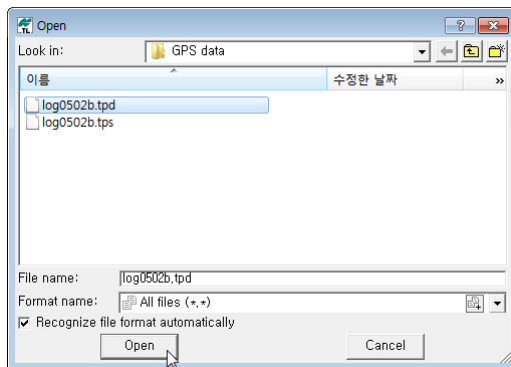 TL Open
Look in: GPS data
이름 수정한 날짜 »
log0502b.tpd
log0502b.tps
File name: log0502b.tpd
Format name: All files (*.*)
Recognize file format automatically
Open Cancel